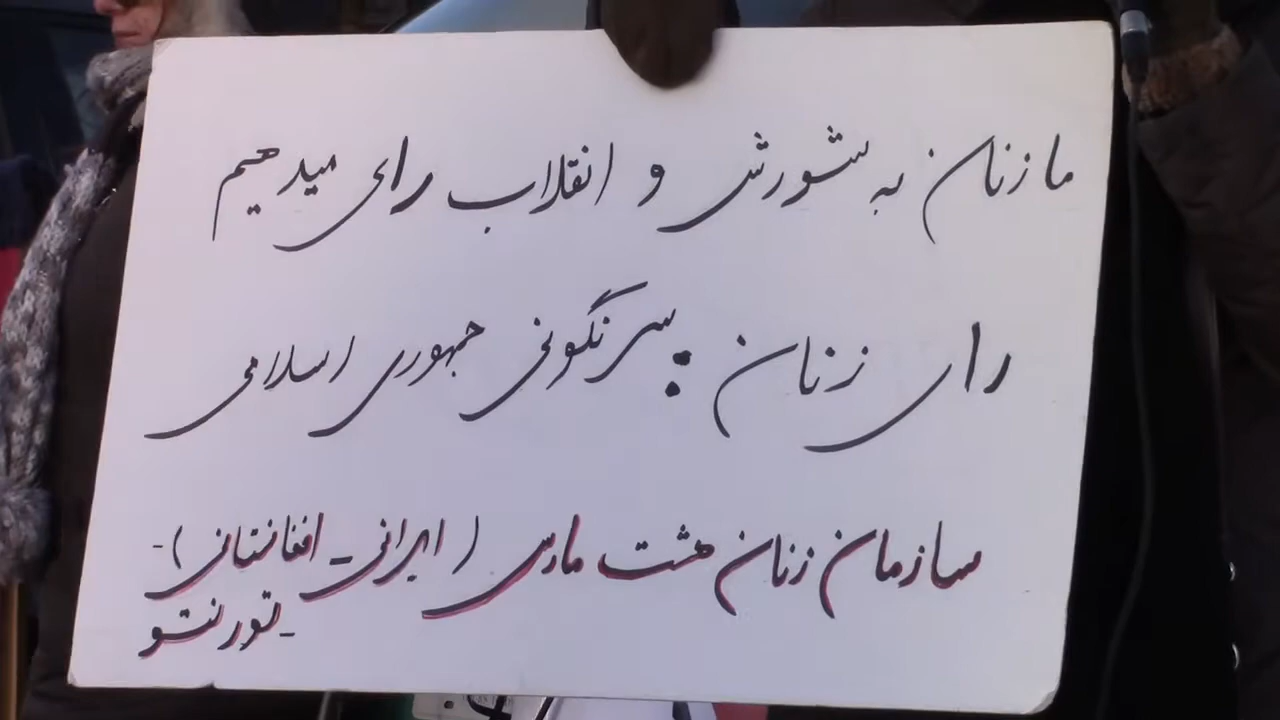 ما زنان به شورش و انقلاب رای میدهیم
رای زنان : سرنگونی جمهوری اسلامی
سازمان زنان هشت مارس ( ایرانی - افغانستانی ) -
- تورنتو